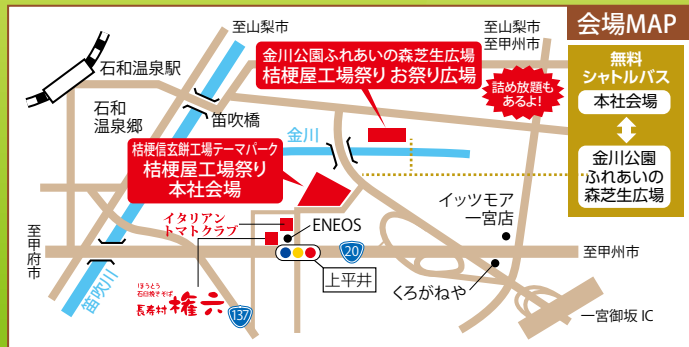 会場MAP
至山梨市
至山梨市
至甲州市
石和温泉駅
金川公園ふれあいの森芝生広場
桔梗屋工場祭り お祭り広場
無料
シャトルバス
本社会場
金川公園
ふれあいの
森芝生広場
詰め放題も
あるよ!
石和
温泉郷
笛吹橋
金川
桔梗信玄餅工場テーマパーク
桔梗屋工場祭り
本社会場
イッツモア
一宮店
イタリアン
トマトクラブ
ENEOS
20
至甲府市
至甲州市
上平井
笛吹川
くろがねや
ほうとう
石臼挽きそば
長寿村 権六
137
一宮御坂 IC